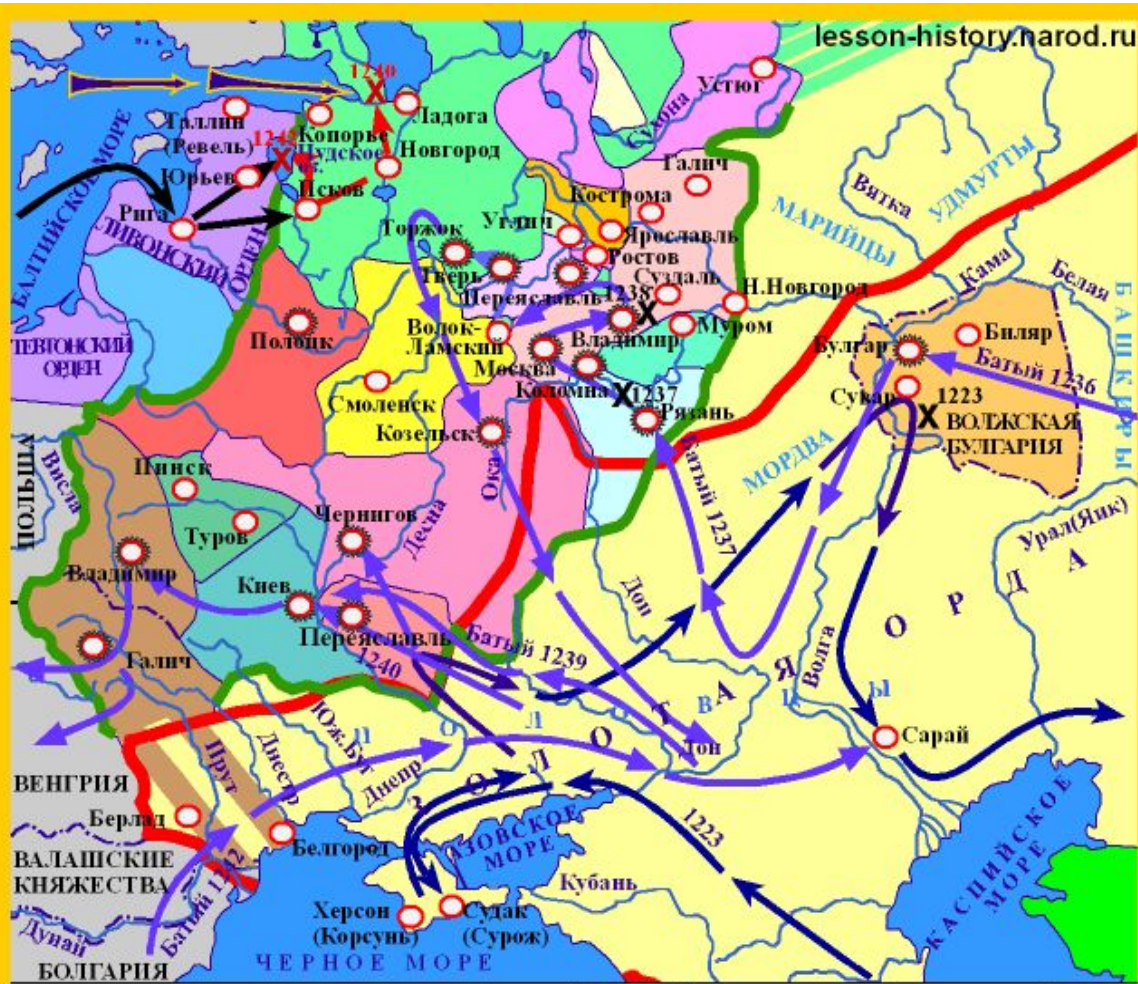 lesson-history.narod.ru
1240
Устюг
Таллин
(Ревель)
Копорье
Ладога
Сухона
1242
Чудское
оз.
Новгород
Юрьев
Псков
Галич
Вятка
УДМУРТЫ
БАЛТИЙСКОЕ МОРЕ
Рига
ЛИВОНСКИЙ
ОРДЕН
Кострома
МАРИЙЦЫ
Углич
Торжок
Ярославль
Ростов
Тверь
Суздаль
Кама
Белая
Переяславль
1238
Н.Новгород
БАШКИРЫ
ТЕВТОНСКИЙ
ОРДЕН
Полоцк
Волок-
Ламский
Владимир
Муром
Булгар
Биляр
Москва
Батый 1236
Коломна
Смоленск
1237
Рязань
Сувар
1223
ВОЛЖСКАЯ
БУЛГАРИЯ
Козельск
МОРДВА
ПОЛЬША
Висла
Пинск
Ока
Батый 1237
Чернигов
Десна
Туров
Урал(Яик)
Владимир
Киев
Дон
Волга
ЗОЛОТАЯ ОРДА
Переяславль
Батый 1239
1240
Галич
ПОЛОВЦЫ
Юж.Буг
Дон
Сарай
Прут
Днестр
Днепр
ВЕНГРИЯ
Берлад
Белгород
АЗОВСКОЕ
МОРЕ
1223
ВАЛАШСКИЕ
КНЯЖЕСТВА
Батый 1242
Кубань
КАСПИЙСКОЕ
МОРЕ
Дунай
Херсон
(Корсунь)
Судак
(Сурож)
БОЛГАРИЯ
ЧЕРНОЕ МОРЕ